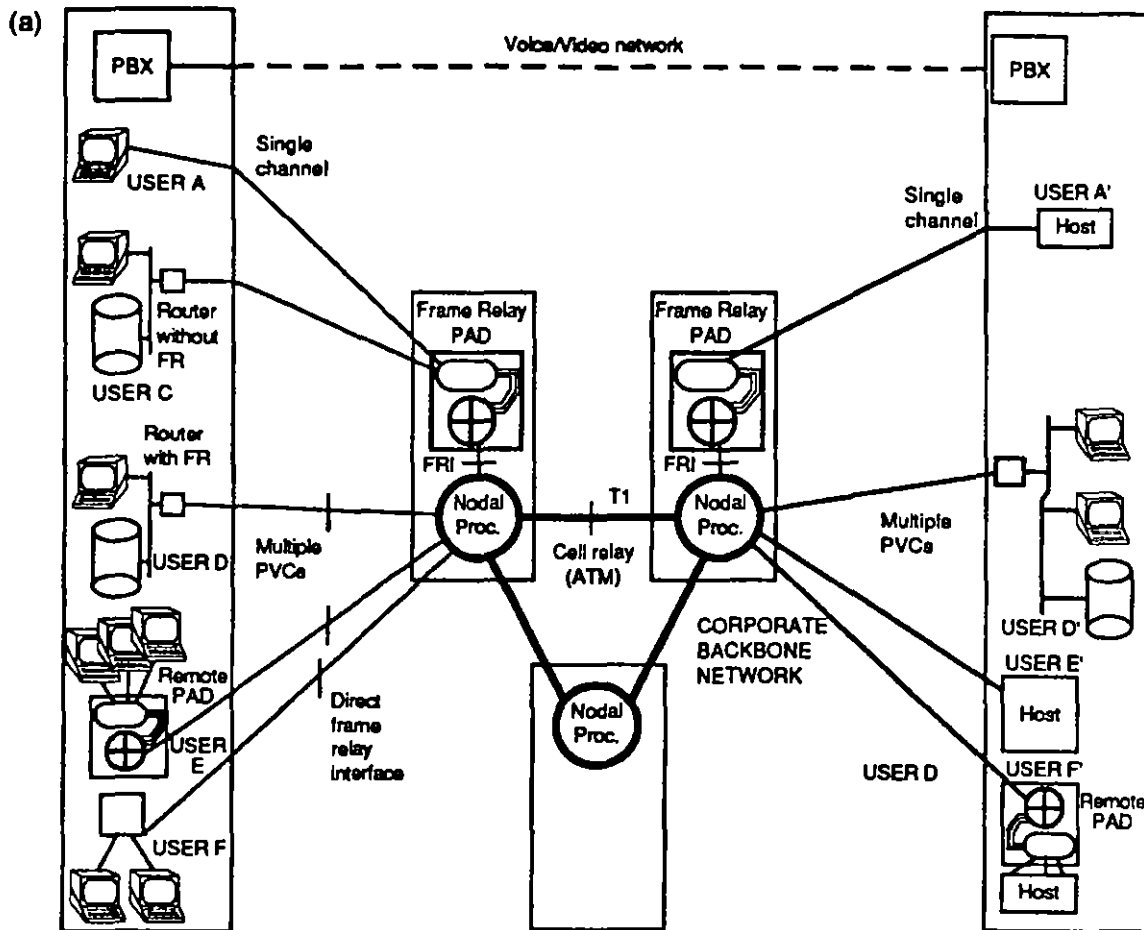 (a)
Voice/Video network
PBX
PBX
Single
channel
USER A
USER A'
Single
channel
Host
Router
without
FR
USER C
Frame Relay
PAD
Frame Relay
PAD
Router
with FR
FRI
FRI
T1
Nodal
Proc.
Nodal
Proc.
Multiple
PVCs
Cell relay
(ATM)
Multiple
PVCs
USER D
USER D'
CORPORATE
BACKBONE
NETWORK
Remote
PAD
USER
E
USER E'
Host
Direct
frame
relay
interface
Nodal
Proc.
USER D
USER F'
Remote
PAD
USER F
Host